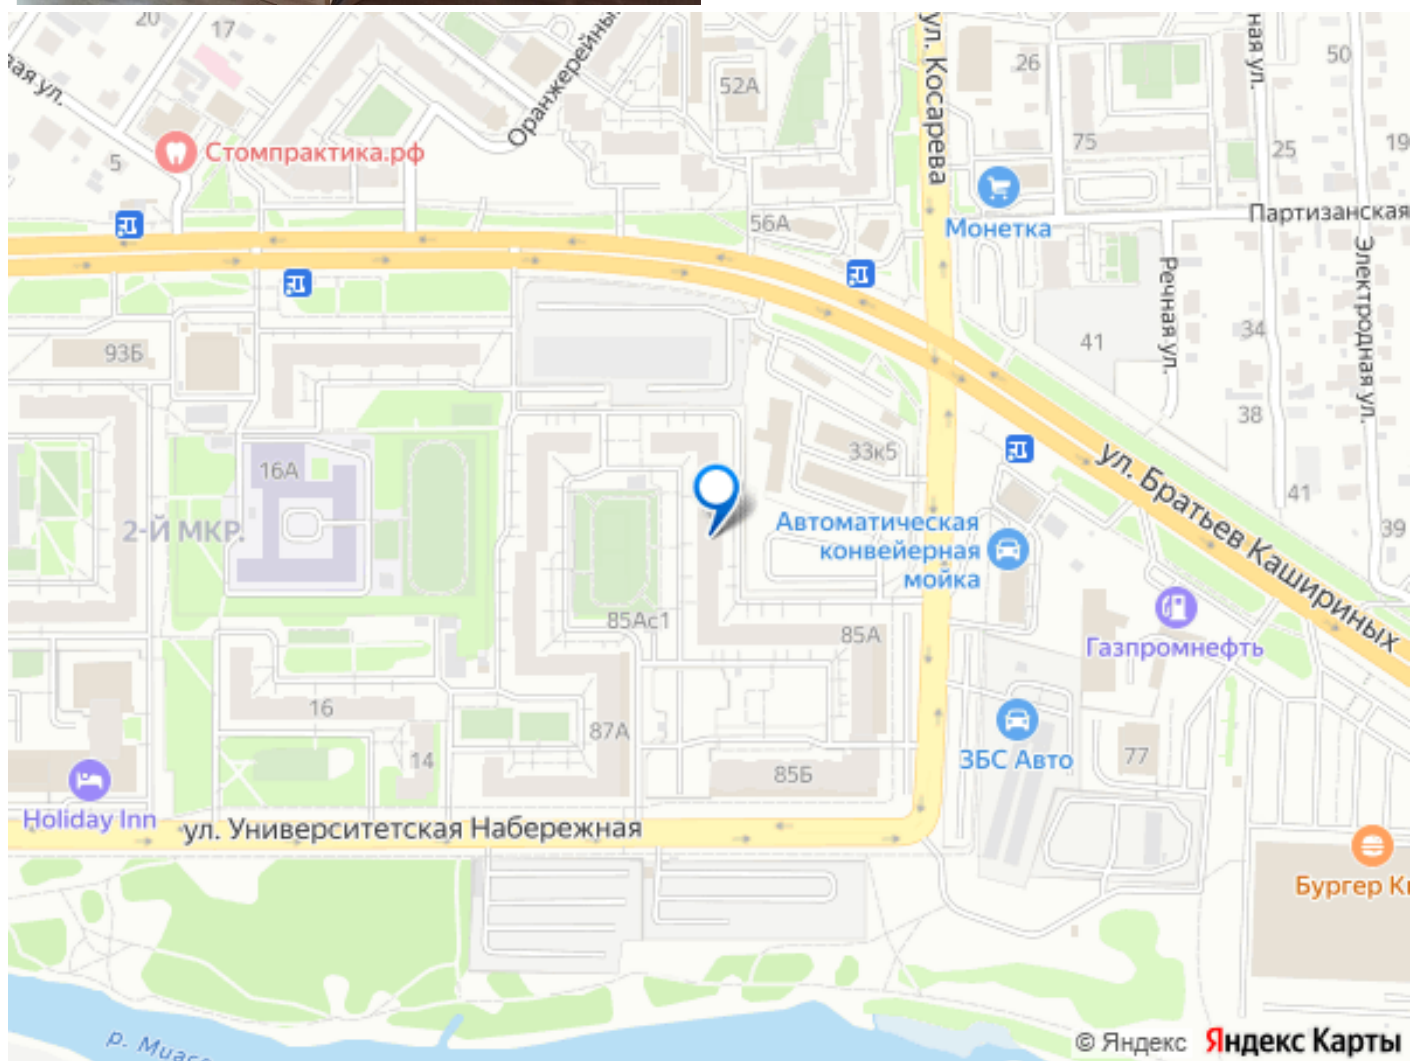 20
17
вая ул.
Оранжерейны
52А
ул. Косарева
26
ная ул.
50
5
Стомпрактика.рф
75
25
19
56А
Монетка
Партизанская
Речная ул.
Электродная ул.
93Б
41
34
38
16А
33к5
ул. Братьев Кашириных
41
2-Й МКР.
Автоматическая
конвейерная
мойка
39
85Ас1
85А
Газпромнефть
16
87А
14
85Б
ЗБС Авто
77
Holiday Inn
ул. Университетская Набережная
Бургер К
р. Миас
© Яндекс Яндекс Карты